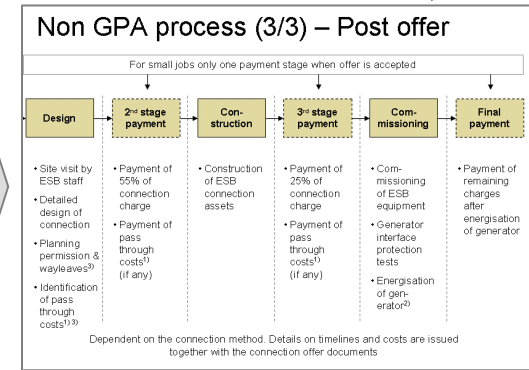 Non GPA process (3/3) – Post offer
For small jobs only one payment stage when offer is accepted
Design
2nd stage
payment
Con-
struction
3rd stage
payment
Com-
missioning
Final
payment
• Site visit by
ESB staff
• Detailed
design of
connection
• Planning
permission &
wayleaves3)
• Identification
of pass
through
costs1) 3)
• Payment of
55% of
connection
charge
• Payment of
pass
through
costs1)
(if any)
• Construction
of ESB
connection
assets
• Payment of
25% of
connection
charge
• Payment of
pass
through
costs1)
(if any)
• Com-
missioning
of ESB
equipment
• Generator
interface
protection
tests
• Energisation
of gen-
erator2)
• Payment of
remaining
charges
after
energisation
of generator
Dependent on the connection method. Details on timelines and costs are issued
together with the connection offer documents